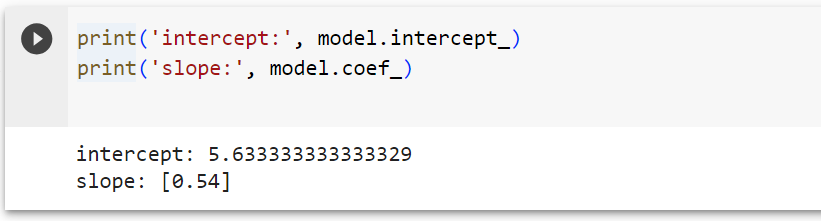 print('intercept:', model.intercept_)
print('slope:', model.coef_)
intercept: 5.633333333333329
slope: [0.54]